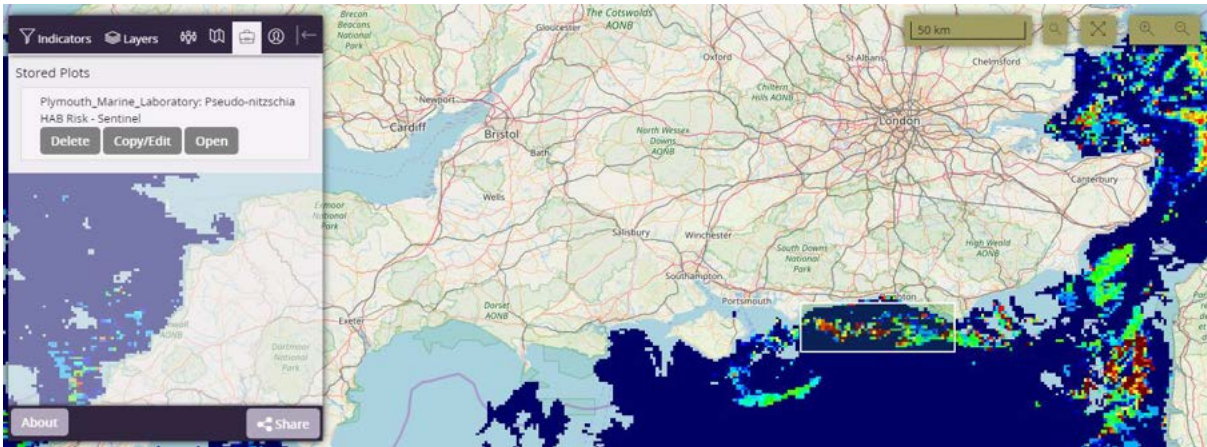 Indicators Layers
Stored Plots
Plymouth_Marine_Laboratory: Pseudo-nitzschia
HAB Risk - Sentinel
Delete Copy/Edit Open
About Share
50 km
Brecon
Beacons
National
Park
Gloucester
The Cotswolds
AONB
Oxford
Chiltern
Hills AONB
St Albans
Chelmsford
Newport
Cardiff
Bristol
Bath
North Wessex
Downs
AONB
London
Canterbury
Wells
Exmoor
National
Park
Salisbury
Winchester
South Downs
National
Park
High Weald
AONB
Southampton
Portsmouth
Dorset
AONB
Exeter
Dartmoor
National
Park
AONB